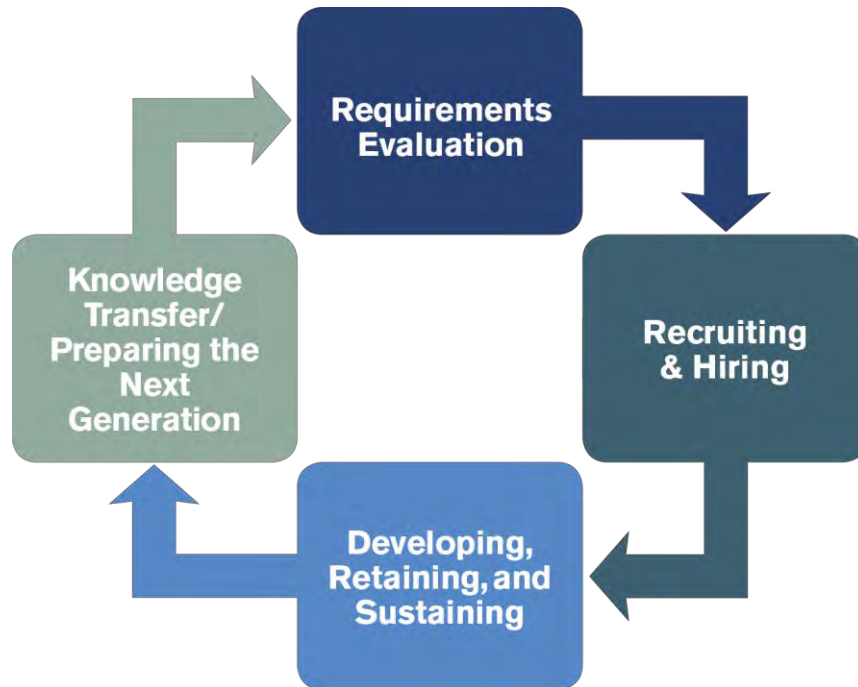 Requirements
Evaluation
Recruiting
& Hiring
Developing,
Retaining, and
Sustaining
Knowledge
Transfer/
Preparing the
Next
Generation